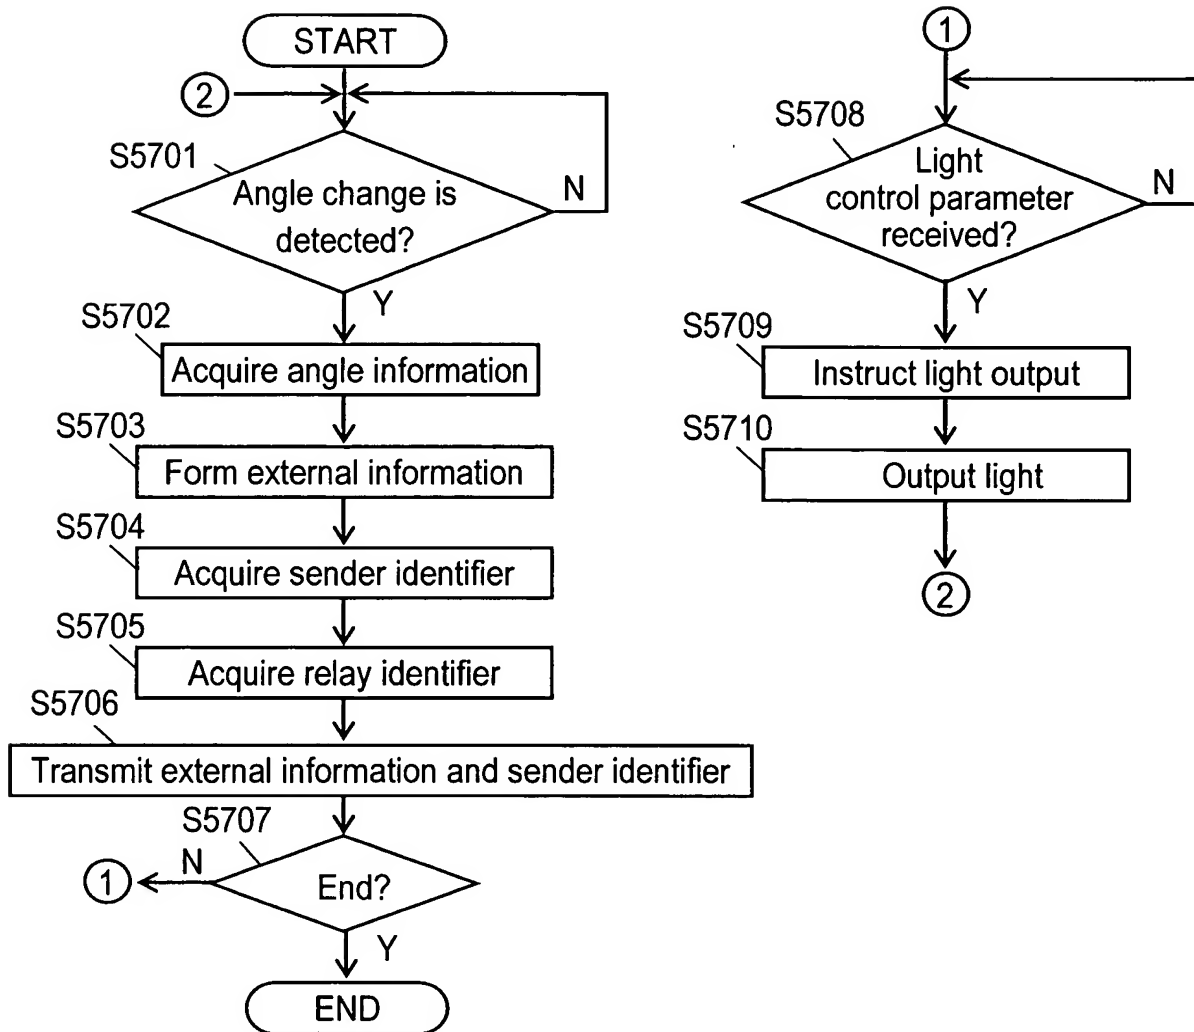 START
2
S5701
Angle change is
detected?
N
Y
S5702
Acquire angle information
S5703
Form external information
S5704
Acquire sender identifier
S5705
Acquire relay identifier
S5706
Transmit external information and sender identifier
S5707
N
1
End?
Y
END
1
S5708
Light
control parameter
received?
N
Y
S5709
Instruct light output
S5710
Output light
2